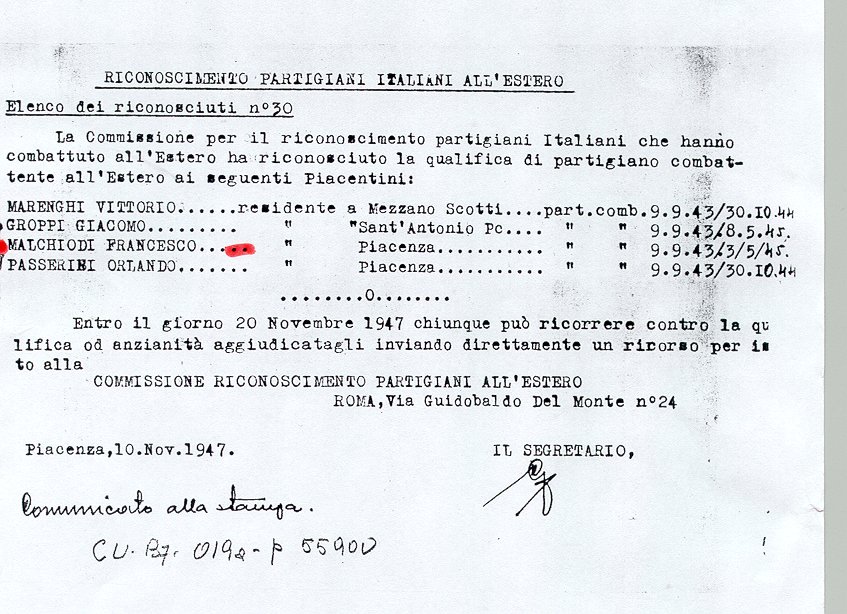 RICONOSCIMENTO PARTIGIANI ITALIANI ALL'ESTERO
Elenco dei riconosciuti n°30
La Commissione per il riconoscimento partigiani Italiani che hanno
combattuto all'Estero ha riconosciuto la qualifica di partigiano combat-
tente all'Estero ai seguenti Piacentini:
MARENGHI VITTORIO.......residente a Mezzano Scotti....part.comb.9.9.43/30.10.44
GROPPI GIACOMO......... " "Sant'Antonio Pc.... " " 9.9.43/8.5.45.
MALCHIODI FRANCESCO..... " Piacenza........... " " 9.9.43/3/5/45.
PASSERINI ORLANDO....... " Piacenza........... " " 9.9.43/30.10.44
........O........
Entro il giorno 20 Novembre 1947 chiunque può ricorrere contro la qu
lifica od anzianità aggiudicatagli inviando direttamente un ricorso per is
to alla
COMMISSIONE RICONOSCIMENTO PARTIGIANI ALL'ESTERO
ROMA,Via Guidobaldo Del Monte n°24
Piacenza,10.Nov.1947. IL SEGRETARIO,
Comunicato alla stampa.
CU. B7. 019a - p 55900